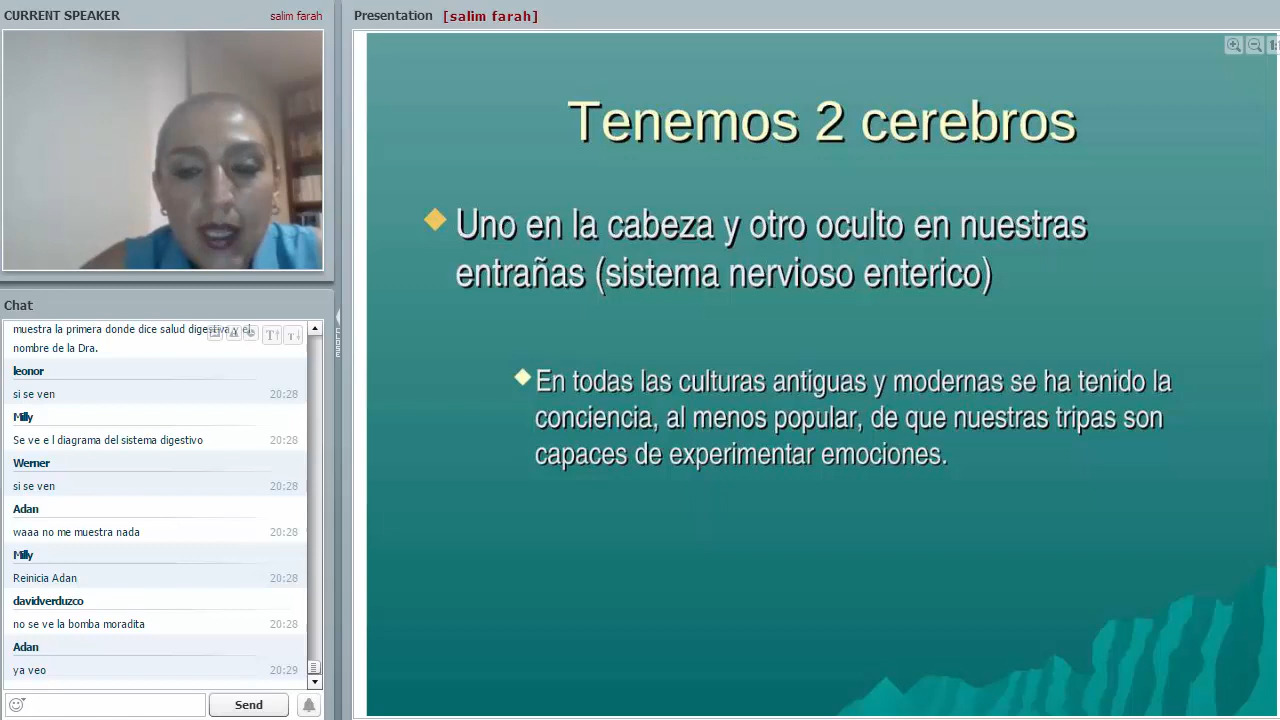 CURRENT SPEAKER
salim farah
Presentation [salim farah]
Tenemos 2 cerebros
Uno en la cabeza y otro oculto en nuestras
entrañas (sistema nervioso enterico)
En todas las culturas antiguas y modernas se ha tenido la
conciencia, al menos popular, de que nuestras tripas son
capaces de experimentar emociones.
Chat
muestra la primera donde dice salud digestiva y el
nombre de la Dra.
leonor
si se ven 20:28
Milly
Se ve e l diagrama del sistema digestivo
20:28
Werner
si se ven 20:28
Adan
waaa no me muestra nada 20:28
Milly
Reinicia Adan 20:28
davidverduzco
no se ve la bomba moradita 20:28
Adan
ya veo 20:29
Send